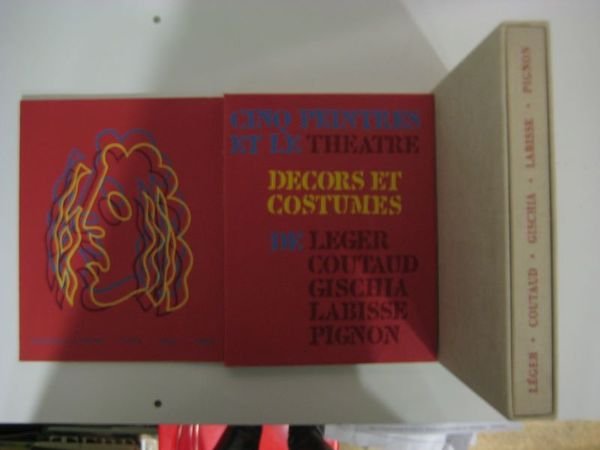 CINQ PEINTRES
ET LE THEATRE
DECORS ET
COSTUMES
DE LEGER
COUTAUD
GISCHIA
LABISSE
PIGNON
LÉGER • COUTAUD • GISCHIA • LABISSE • PIGNON